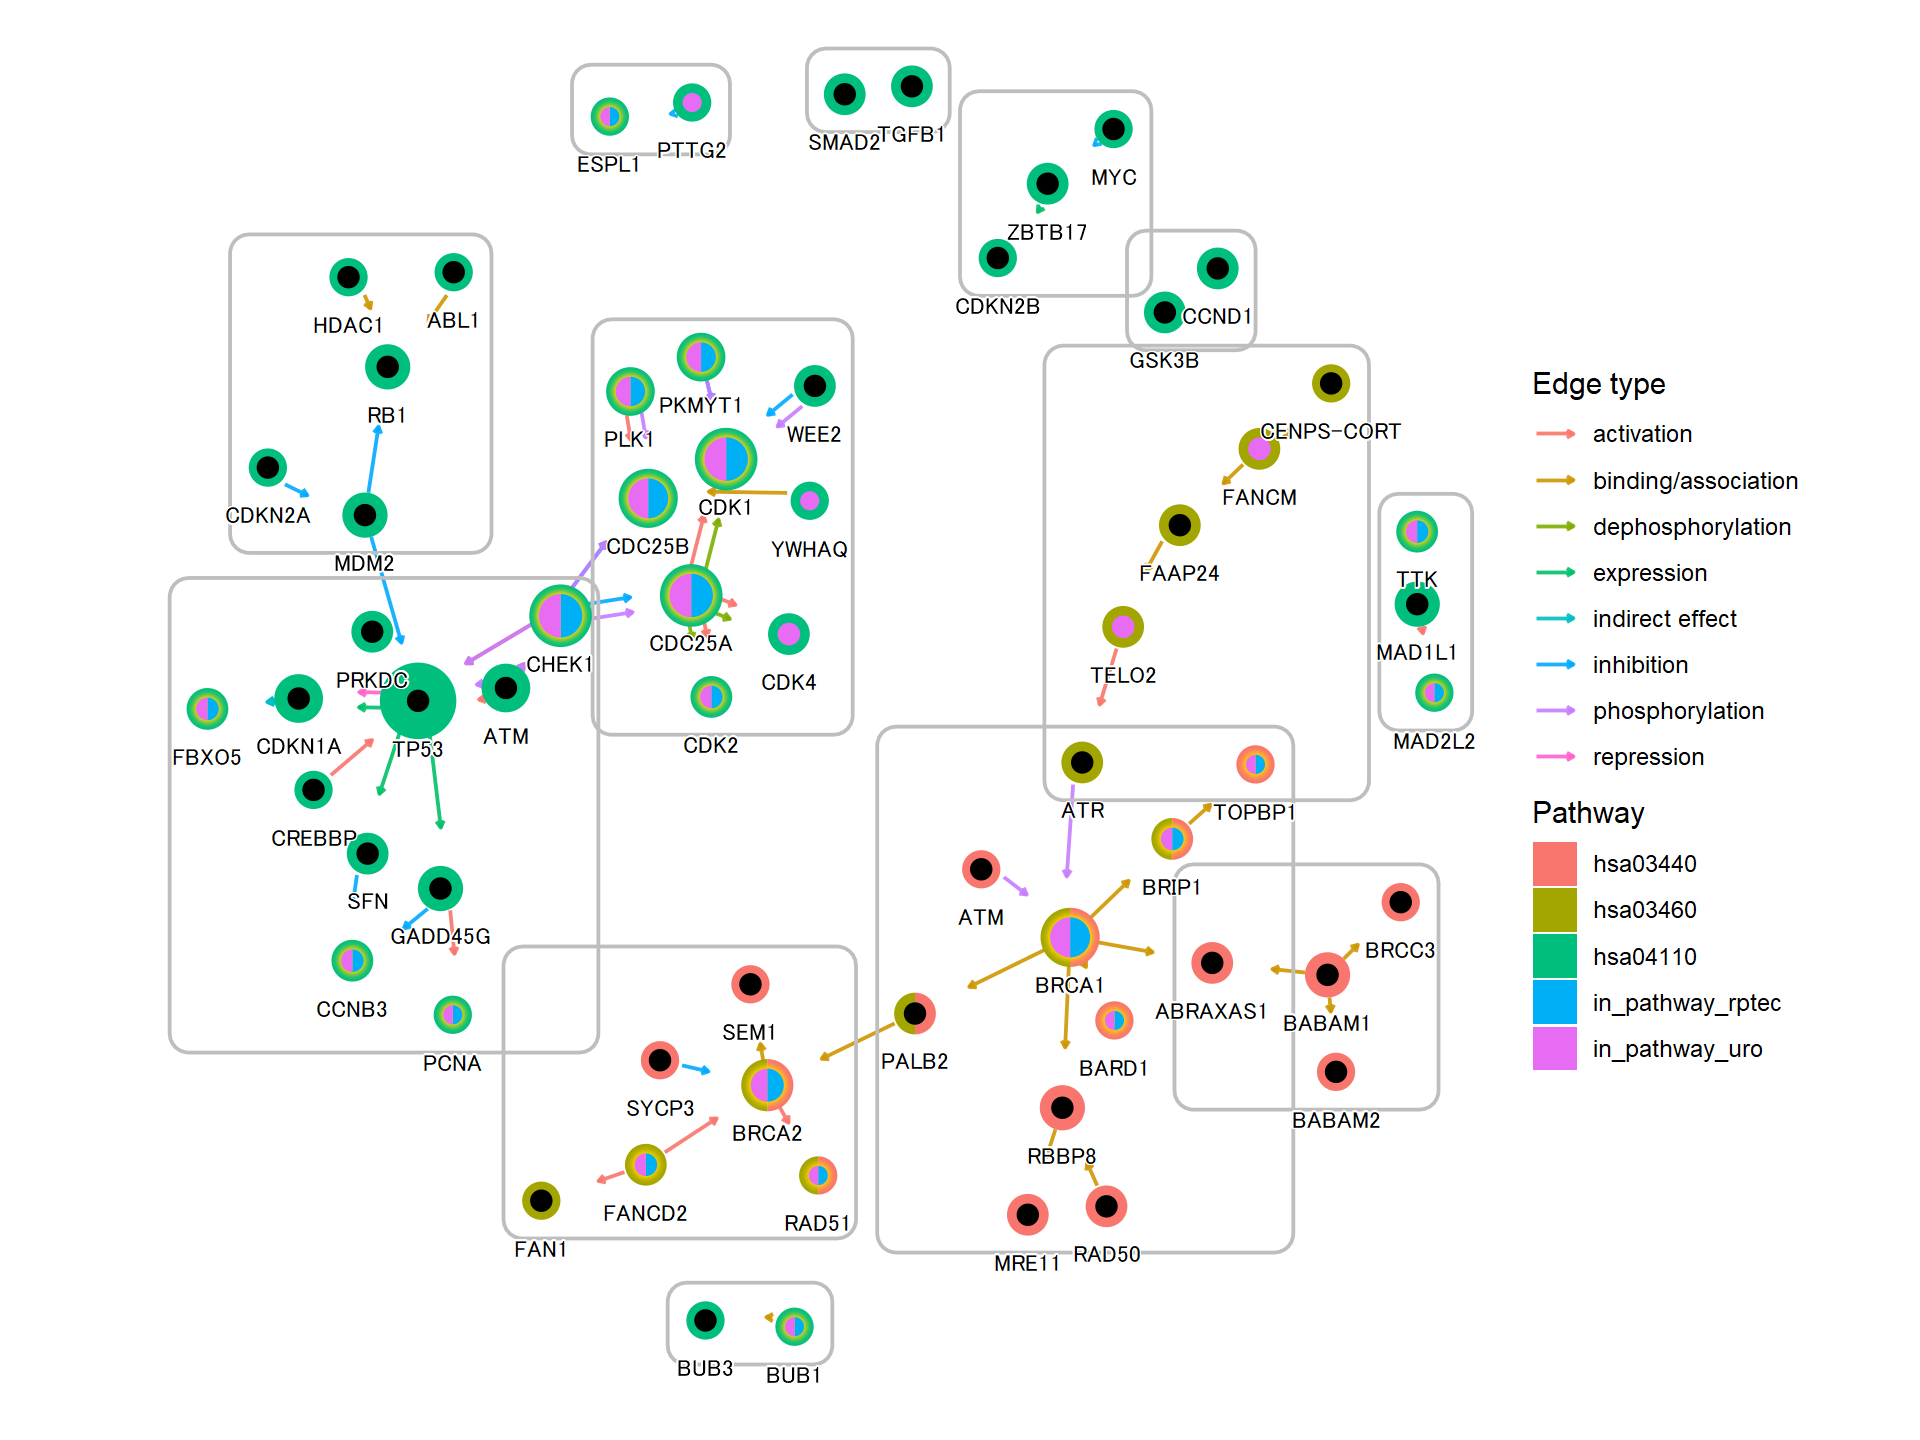 SMAD2
TGFB1
PTTG2
ESPL1
MYC
ZBTB17
CDKN2B
CCND1
GSK3B
HDAC1
ABL1
RB1
CDKN2A
MDM2
PKMYT1
PLK1
WEE2
CDK1
CDC25B
YWHAQ
CDC25A
CHEK1
CDK4
CDK2
CENPS-CORT
FANCM
FAAP24
TELO2
TTK
MAD1L1
MAD2L2
PRKDC
FBXO5
CDKN1A
TP53
ATM
CREBBP
SFN
GADD45G
CCNB3
PCNA
ATR
TOPBP1
BRIP1
ATM
BRCA1
BRCC3
ABRAXAS1
BABAM1
BABAM2
PALB2
BARD1
RBBP8
MRE11
RAD50
SEM1
SYCP3
BRCA2
FANCD2
RAD51
FAN1
BUB3
BUB1
Edge type
activation
binding/association
dephosphorylation
expression
indirect effect
inhibition
phosphorylation
repression
Pathway
hsa03440
hsa03460
hsa04110
in_pathway_rptec
in_pathway_uro